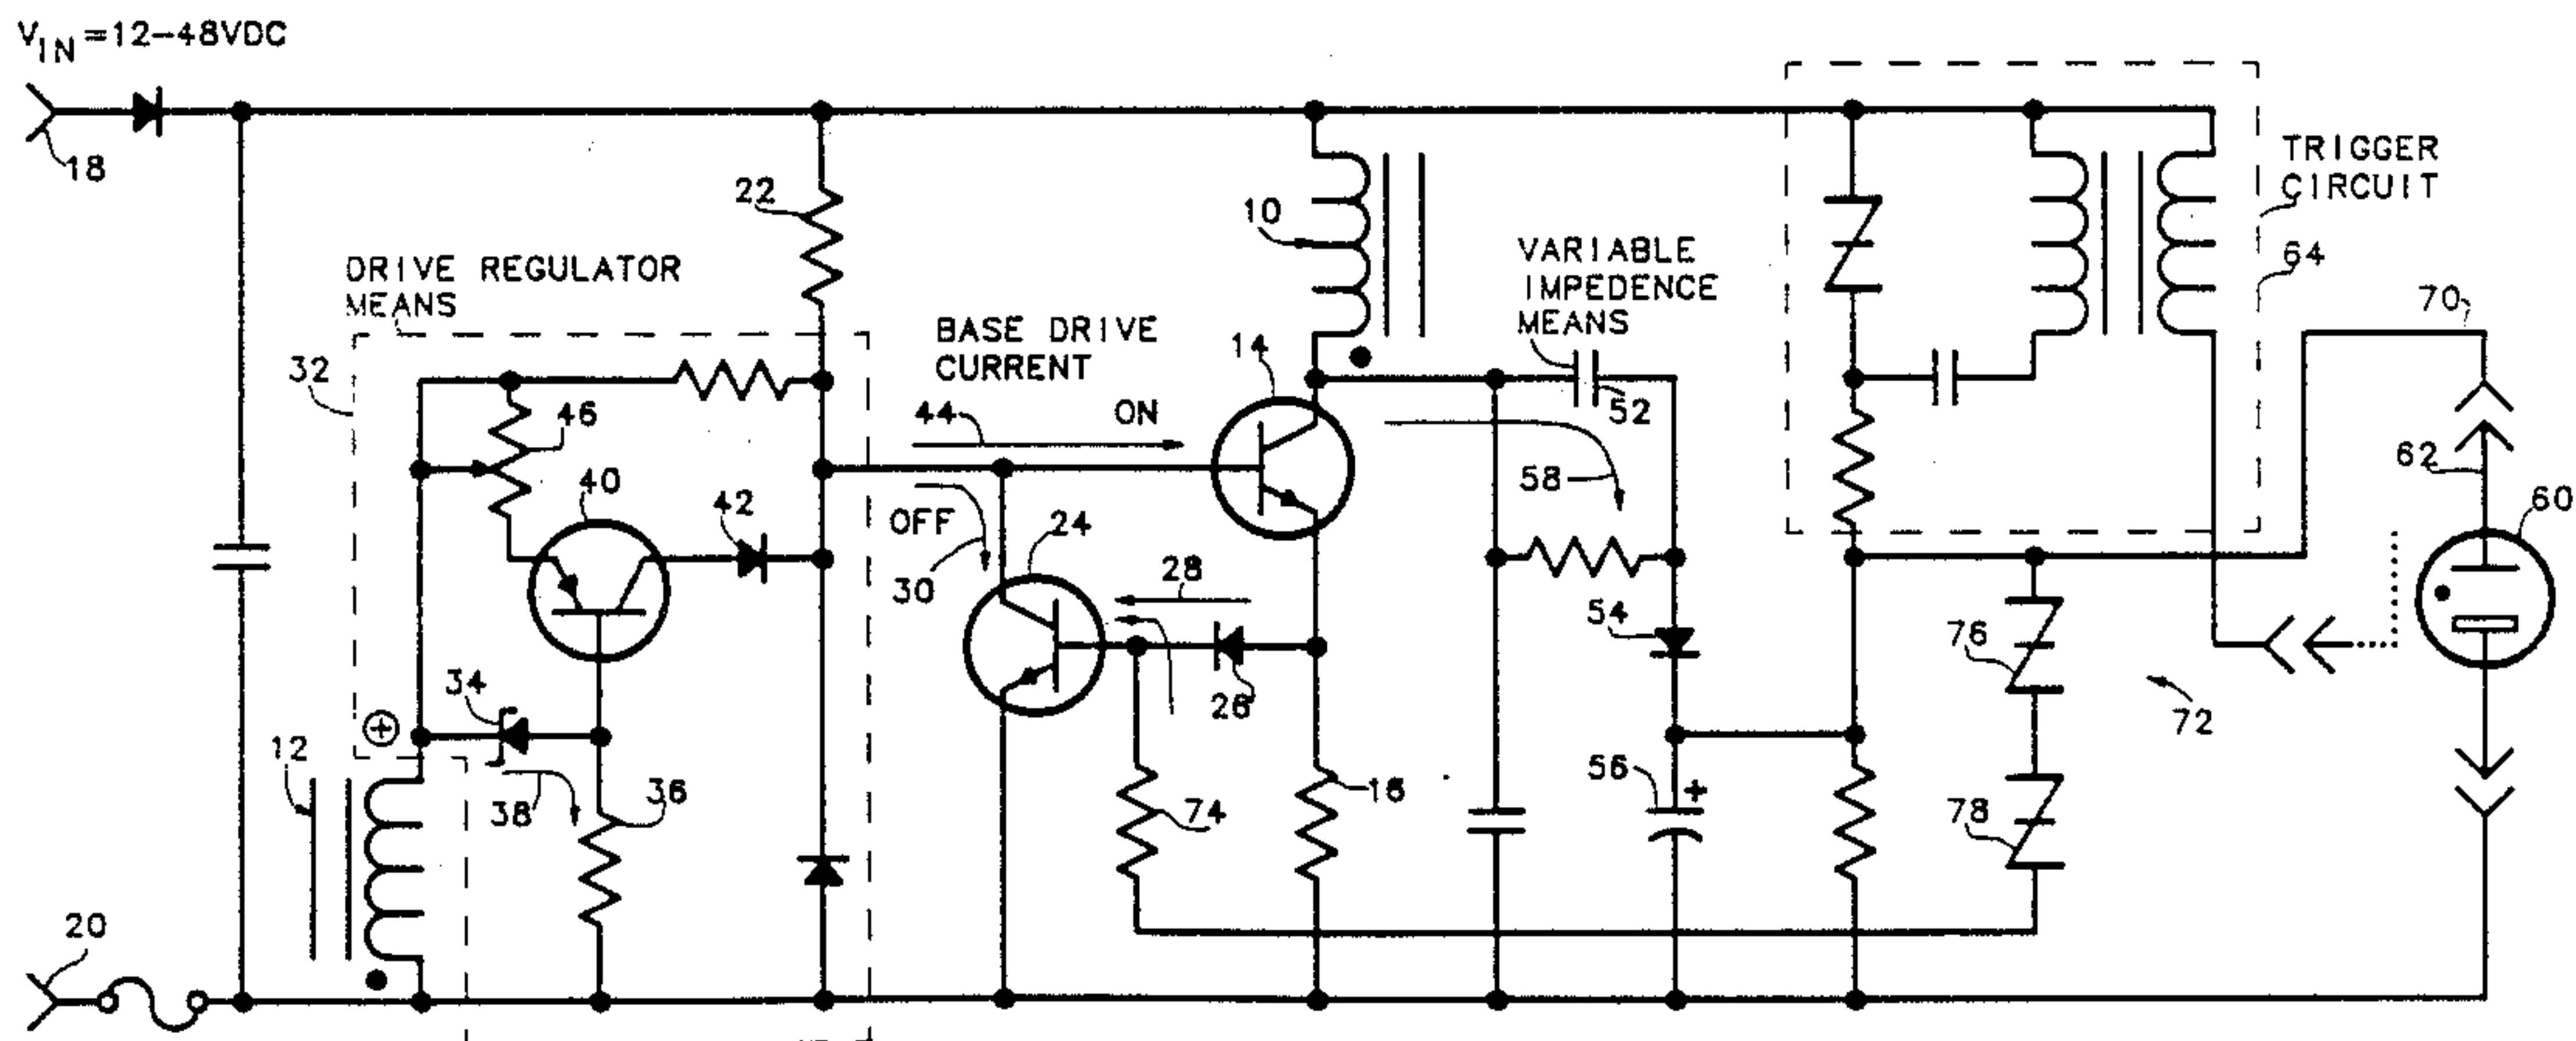 VIN =12-48VDC
18
22
DRIVE REGULATOR
MEANS
32
46
40
42
34
12
38
36
20
BASE DRIVE
CURRENT
44
ON
OFF
30
24
28
26
74
14
10
16
VARIABLE
IMPEDENCE
MEANS
52
58
54
56
+
TRIGGER
CIRCUIT
64
70
62
60
76
72
78